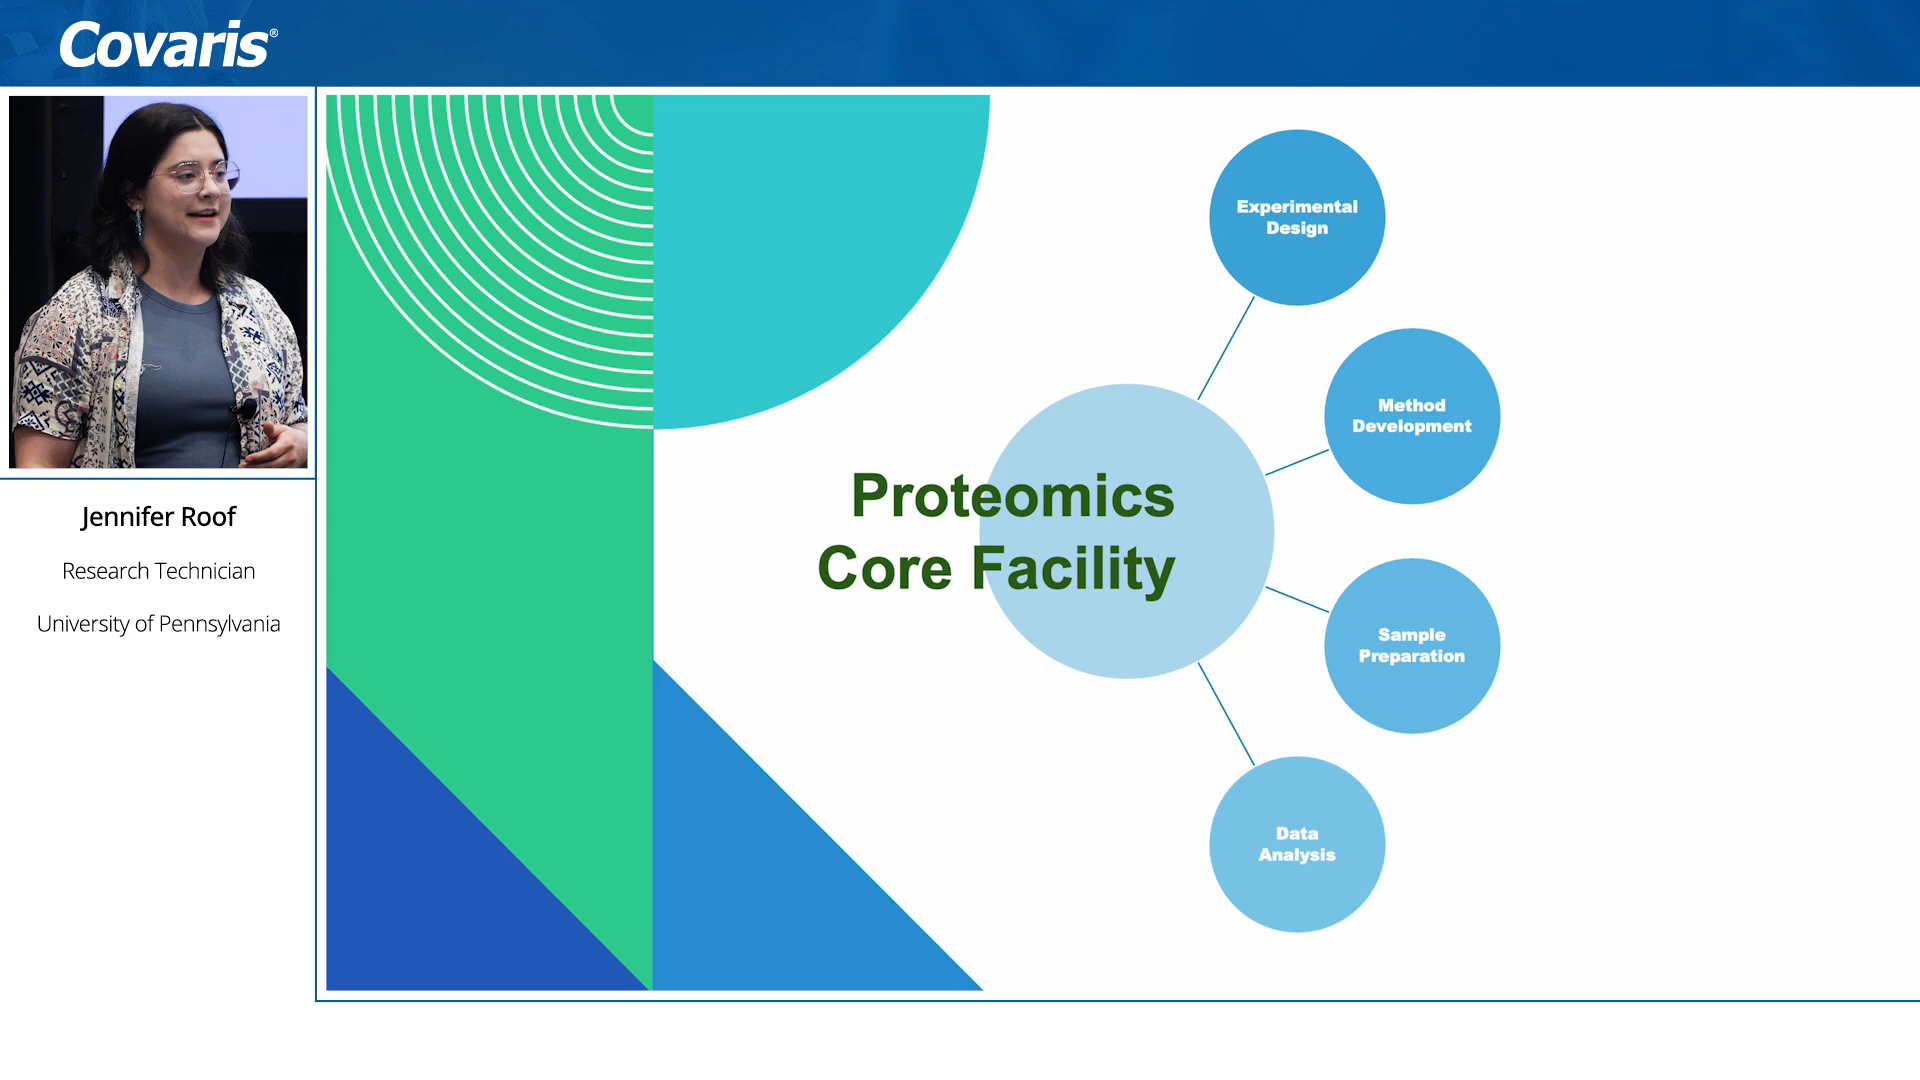 Covaris®
Jennifer Roof
Research Technician
University of Pennsylvania
Proteomics
Core Facility
Experimental
Design
Method
Development
Sample
Preparation
Data
Analysis